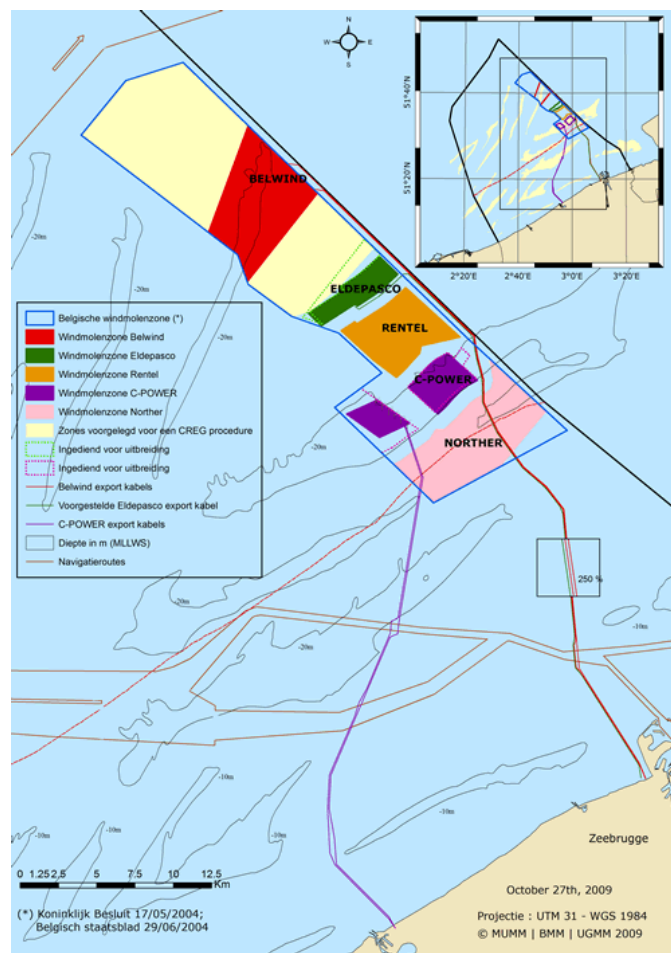 N
W E
S
51°40'N
51°20'N
2°20'E 2°40'E 3°0'E 3°20'E
BELWIND
-20m
-20m
ELDEPASCO
-20m
RENTEL
C-POWER
NORTHER
-20m
Belgische windmolenzone (*)
Windmolenzone Belwind
Windmolenzone Eldepasco
Windmolenzone Rentel
Windmolenzone C-POWER
Windmolenzone Norther
Zones voorgelegd voor een CREG procedure
Ingediend voor uitbreiding
Ingediend voor uitbreiding
Belwind export kabels
Voorgestelde Eldepasco export kabel
C-POWER export kabels
Diepte in m (MLLWS)
Navigatieroutes
250 %
-20m
-10m
-20m
-20m
-10m
-10m
-10m
-10m
-10m
Zeebrugge
0 1.25 2.5 5 7.5 10 12.5
Km
October 27th, 2009
(*) Koninklijk Besluit 17/05/2004;
Belgisch staatsblad 29/06/2004
Projectie : UTM 31 - WGS 1984
© MUMM | BMM | UGMM 2009